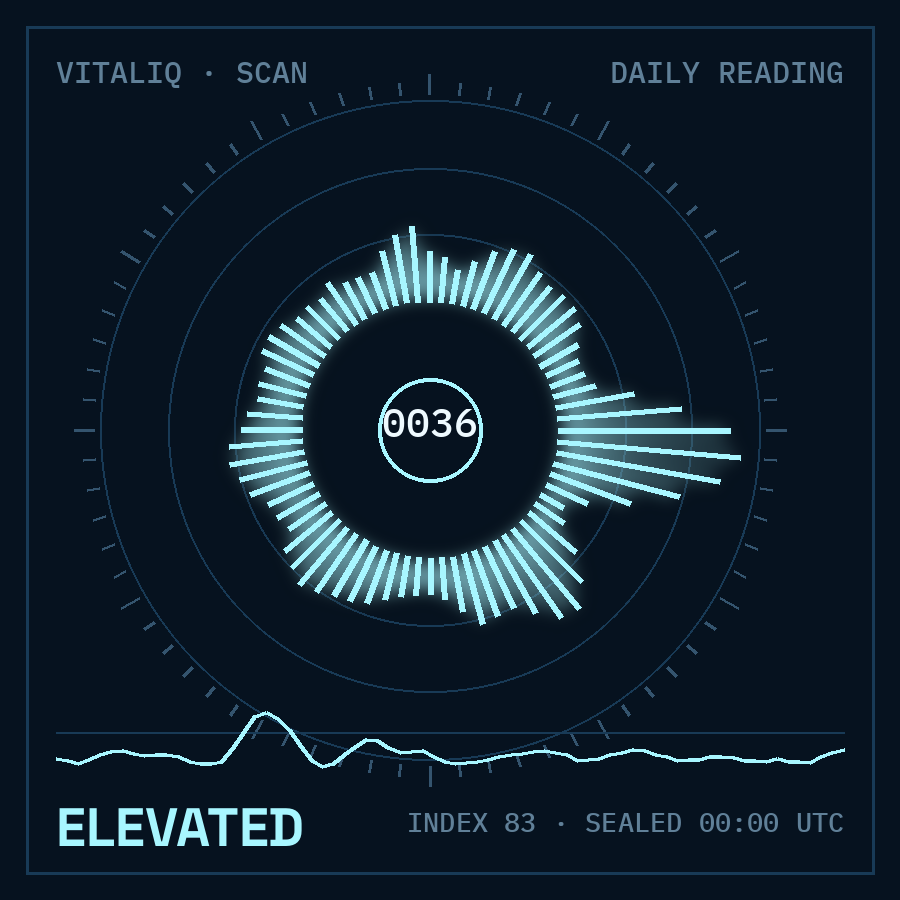 VITALIQ · SCAN
DAILY READING
0036
ELEVATED
INDEX 83 · SEALED 00:00 UTC